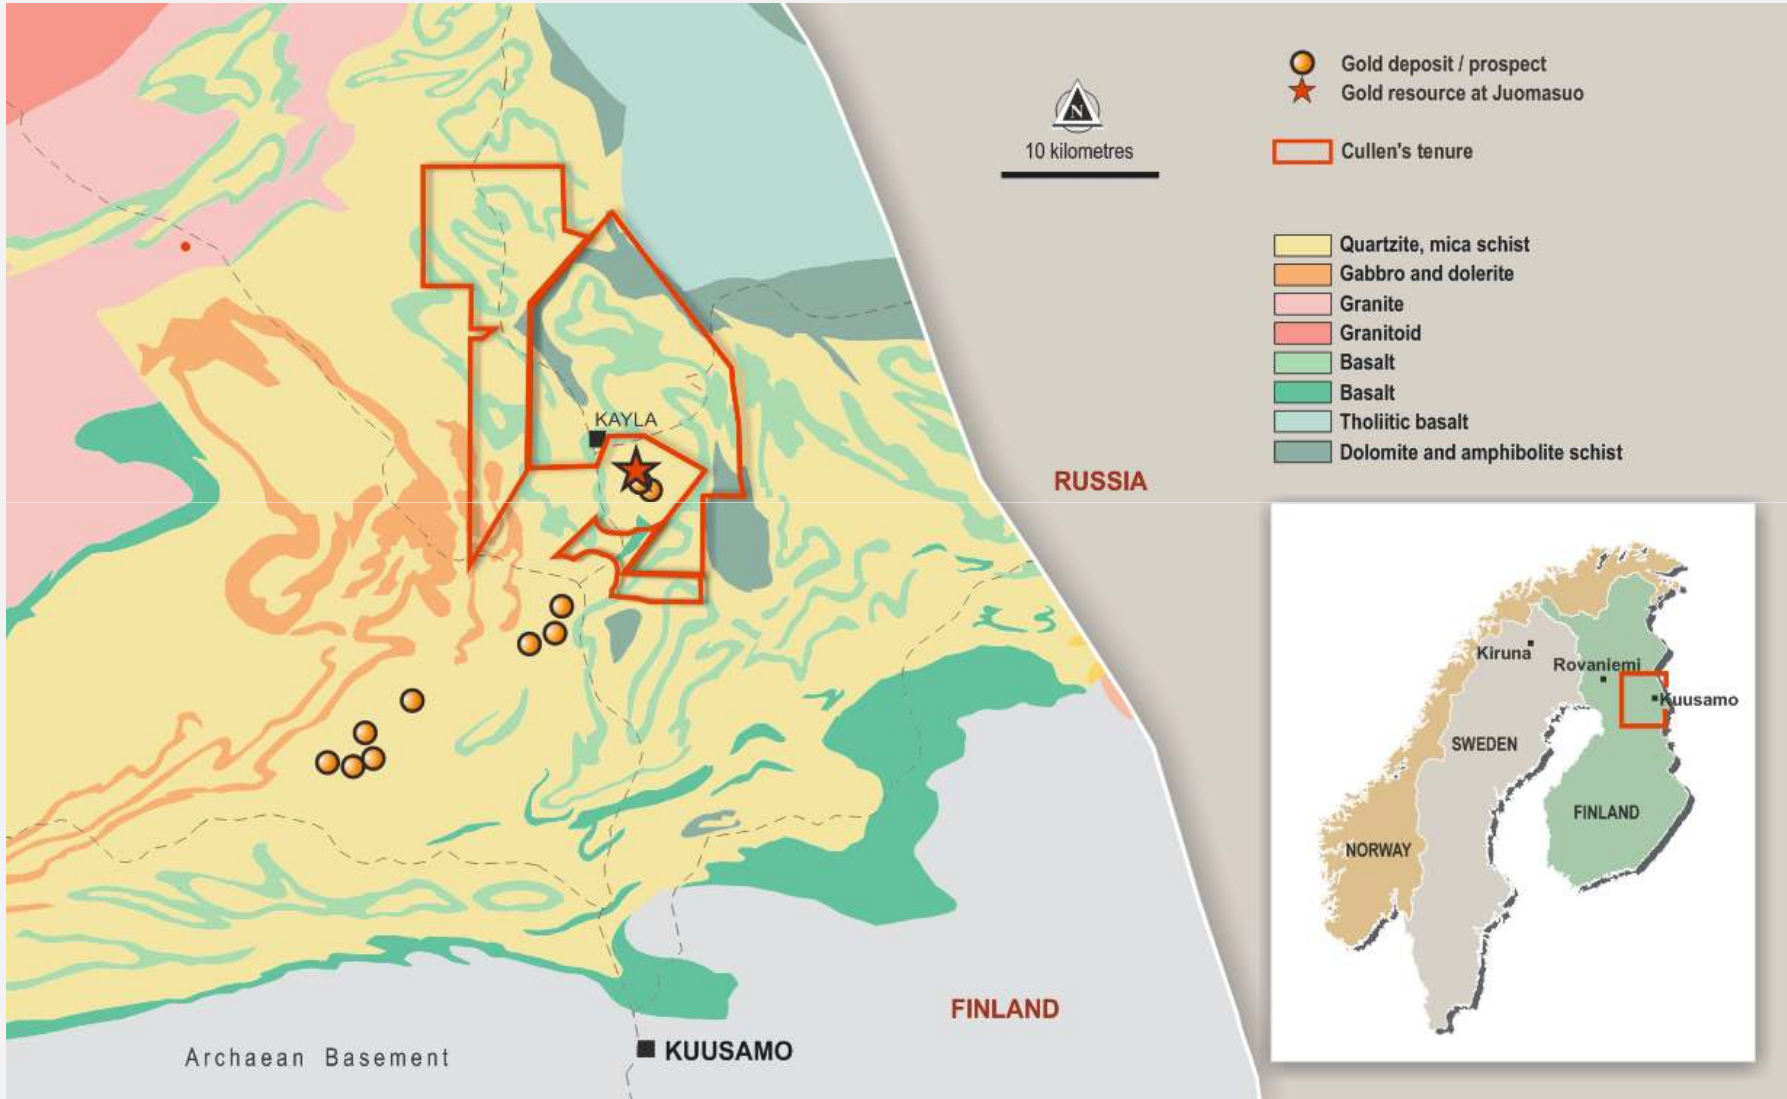 Gold deposit / prospect
Gold resource at Juomasuo
N
10 kilometres
Cullen's tenure
Quartzite, mica schist
Gabbro and dolerite
Granite
Granitoid
Basalt
Basalt
Tholiitic basalt
Dolomite and amphibolite schist
KAYLA
RUSSIA
Kiruna
Rovaniemi
Kuusamo
SWEDEN
FINLAND
NORWAY
FINLAND
Archaean Basement
KUUSAMO